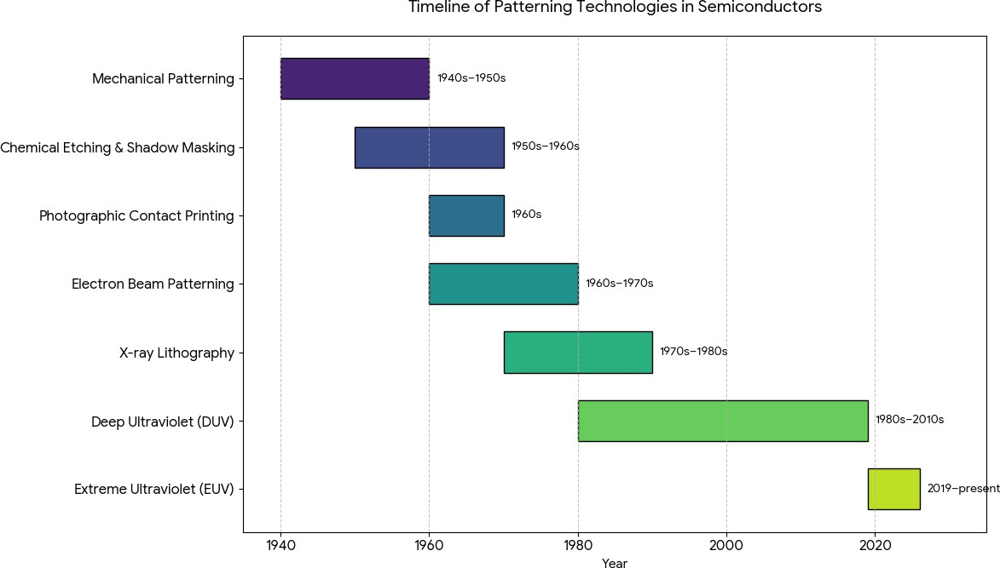 Timeline of Patterning Technologies in Semiconductors
Mechanical Patterning
1940s–1950s
Chemical Etching & Shadow Masking
1950s–1960s
Photographic Contact Printing
1960s
Electron Beam Patterning
1960s–1970s
X-ray Lithography
1970s–1980s
Deep Ultraviolet (DUV)
1980s–2010s
Extreme Ultraviolet (EUV)
2019–present
1940 1960 1980 2000 2020
Year